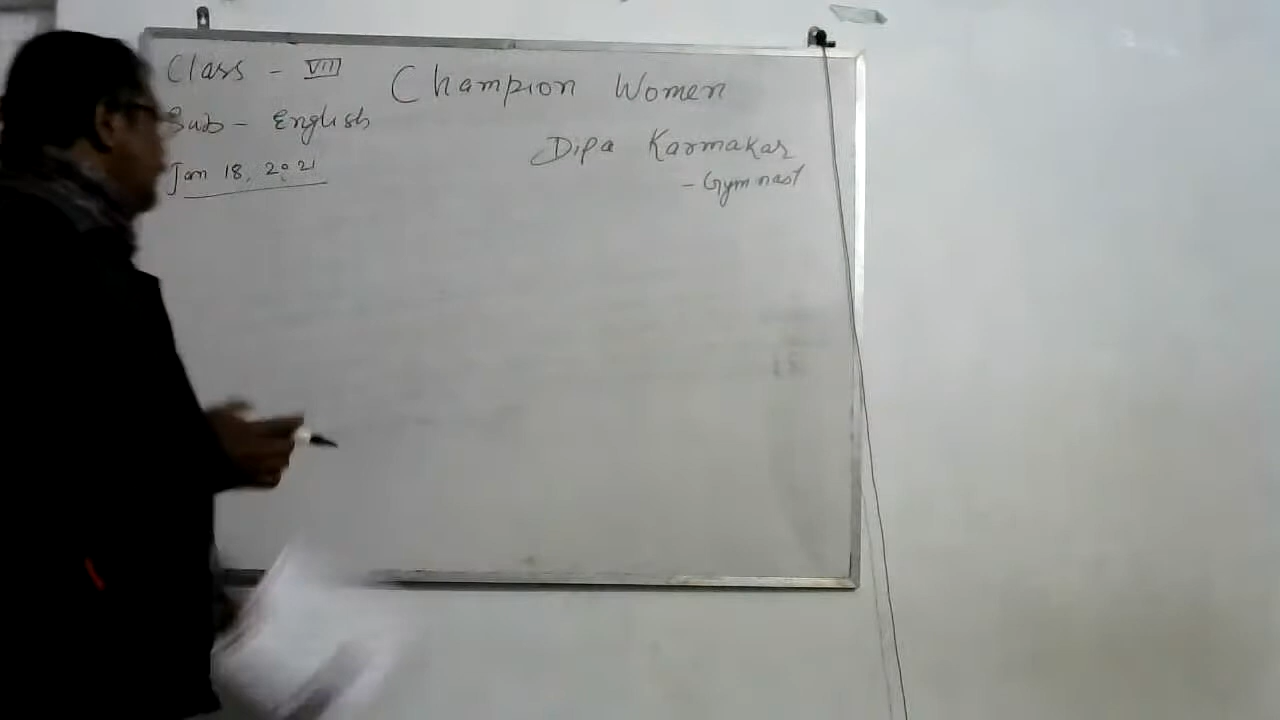 Class - VIII
Champion Women
Sub - English
Dipa Karmakar
Jan 18, 2021
- Gymnast